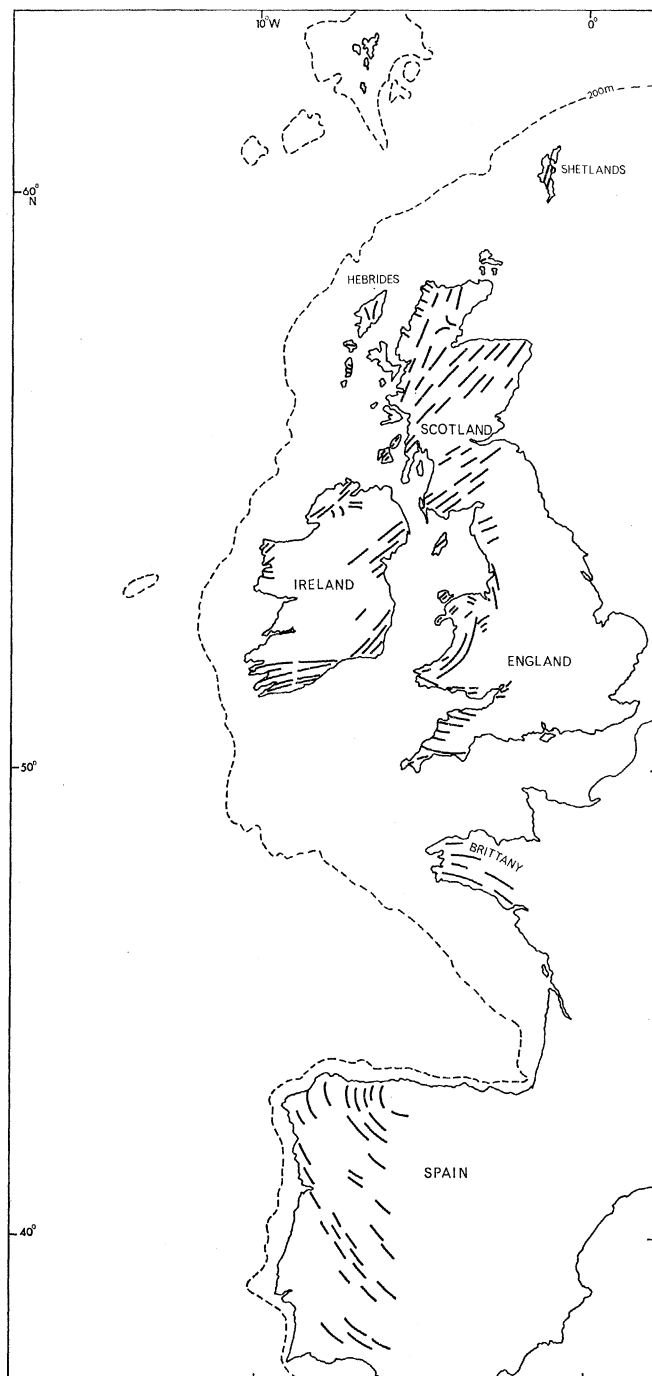 10°W
0°
200m
SHETLANDS
60°
N
HEBRIDES
SCOTLAND
IRELAND
ENGLAND
50°
BRITTANY
SPAIN
40°